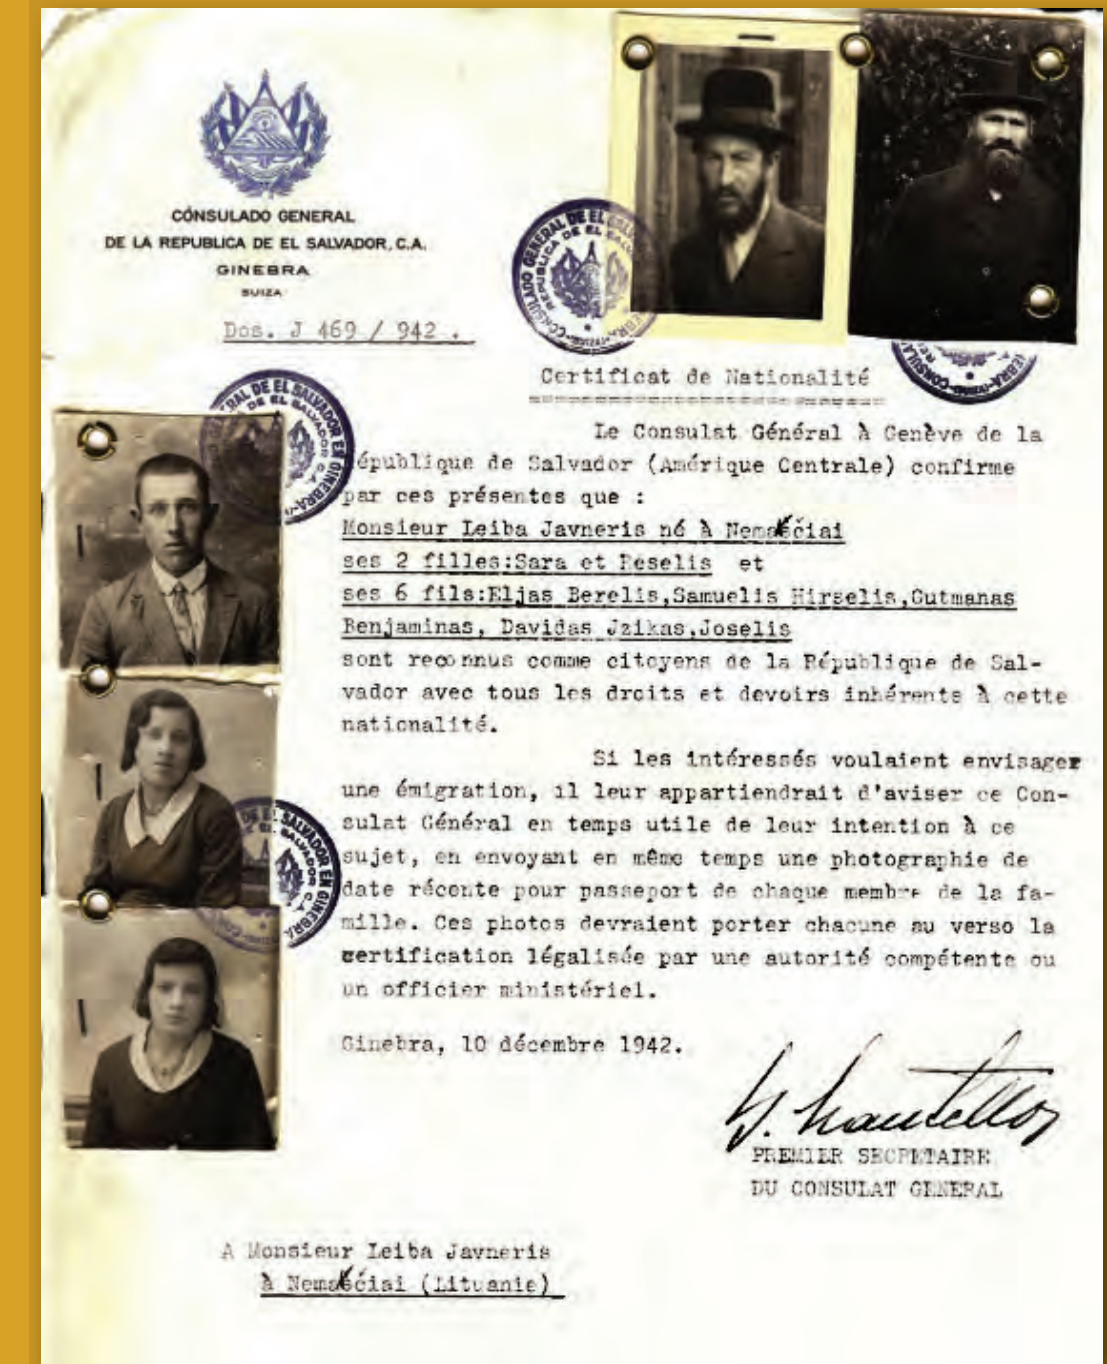 CÓNSULADO GENERAL
DE LA REPUBLICA DE EL SALVADOR, C.A.
GINEBRA
SUIZA
Dos. J 469 / 942 .
Certificat de Nationalité
Le Consulat Général à Genève de la
République de Salvador (Amérique Centrale) confirme
par ces présentes que :
Monsieur Leiba Javneris né à Nemakčiai
ses 2 filles:Sara et Peselis et
ses 6 fils:Eljas Berelis,Samuelis Hirselis,Gutmanas
Benjaminas, Davidas Jzikas,Joselis
sont reconnus comme citoyens de la République de Sal-
vador avec tous les droits et devoirs inhérents à cette
nationalité.
Si les intéressés voulaient envisager
une émigration, il leur appartiendrait d'aviser ce Con-
sulat Général en temps utile de leur intention à ce
sujet, en envoyant en même temps une photographie de
date récente pour passeport de chaque membre de la fa-
mille. Ces photos devraient porter chacune au verso la
certification légalisée par une autorité compétente ou
un officier ministériel.
Ginebra, 10 décembre 1942.
PREMIER SECRETAIRE
DU CONSULAT GENERAL
A Monsieur Leiba Javneris
à Nemakčiai (Lituanie)